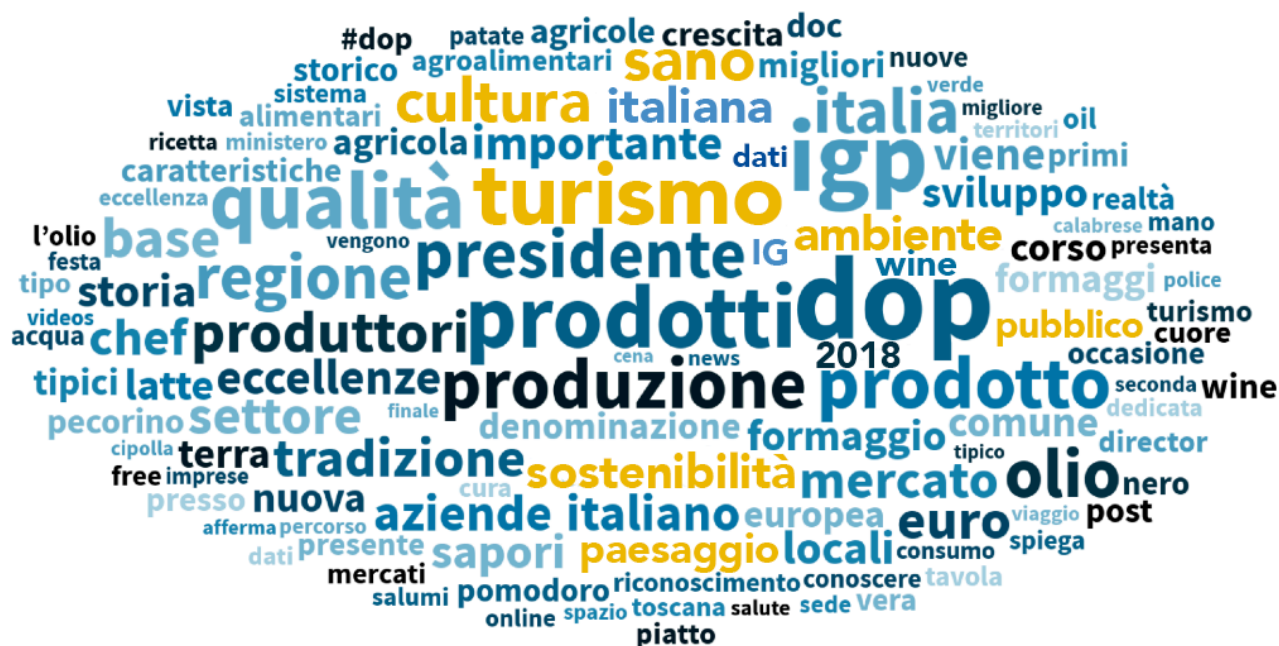 #dop patate agricole crescita doc
storico agroalimentari sano migliori nuove
vista alimentari sistema cultura italiana italia verde migliore
ricetta ministero agricola importante dati igp territori oil
caratteristiche viene primi
eccellenza qualità turismo sviluppo realtà
l'olio base vengono presidente IG ambiente calabrese mano
festa regione wine corso presenta
tipo storia formaggi police
videos prodotti dop turismo
acqua chef produttori pubblico cuore
cena news 2018 occasione
tipici latte eccellenze produzione prodotto seconda wine
pecorino settore finale denominazione comune dedicata
cipolla terra tradizione formaggio tipico director
free imprese sostenibilità mercato olio nero
presso nuova cura
afferma percorso aziende italiano europea euro viaggio post
dati presente sapori paesaggio locali consumo spiega
mercati pomodoro riconoscimento conoscere tavola
salumi online spazio toscana salute sede vera
piatto